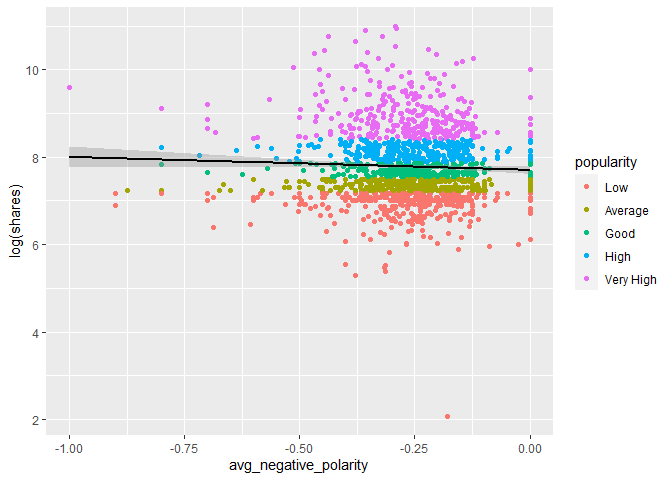 10
8
6
4
2
log(shares)
-1.00 -0.75 -0.50 -0.25 0.00
avg_negative_polarity
popularity
Low
Average
Good
High
Very High